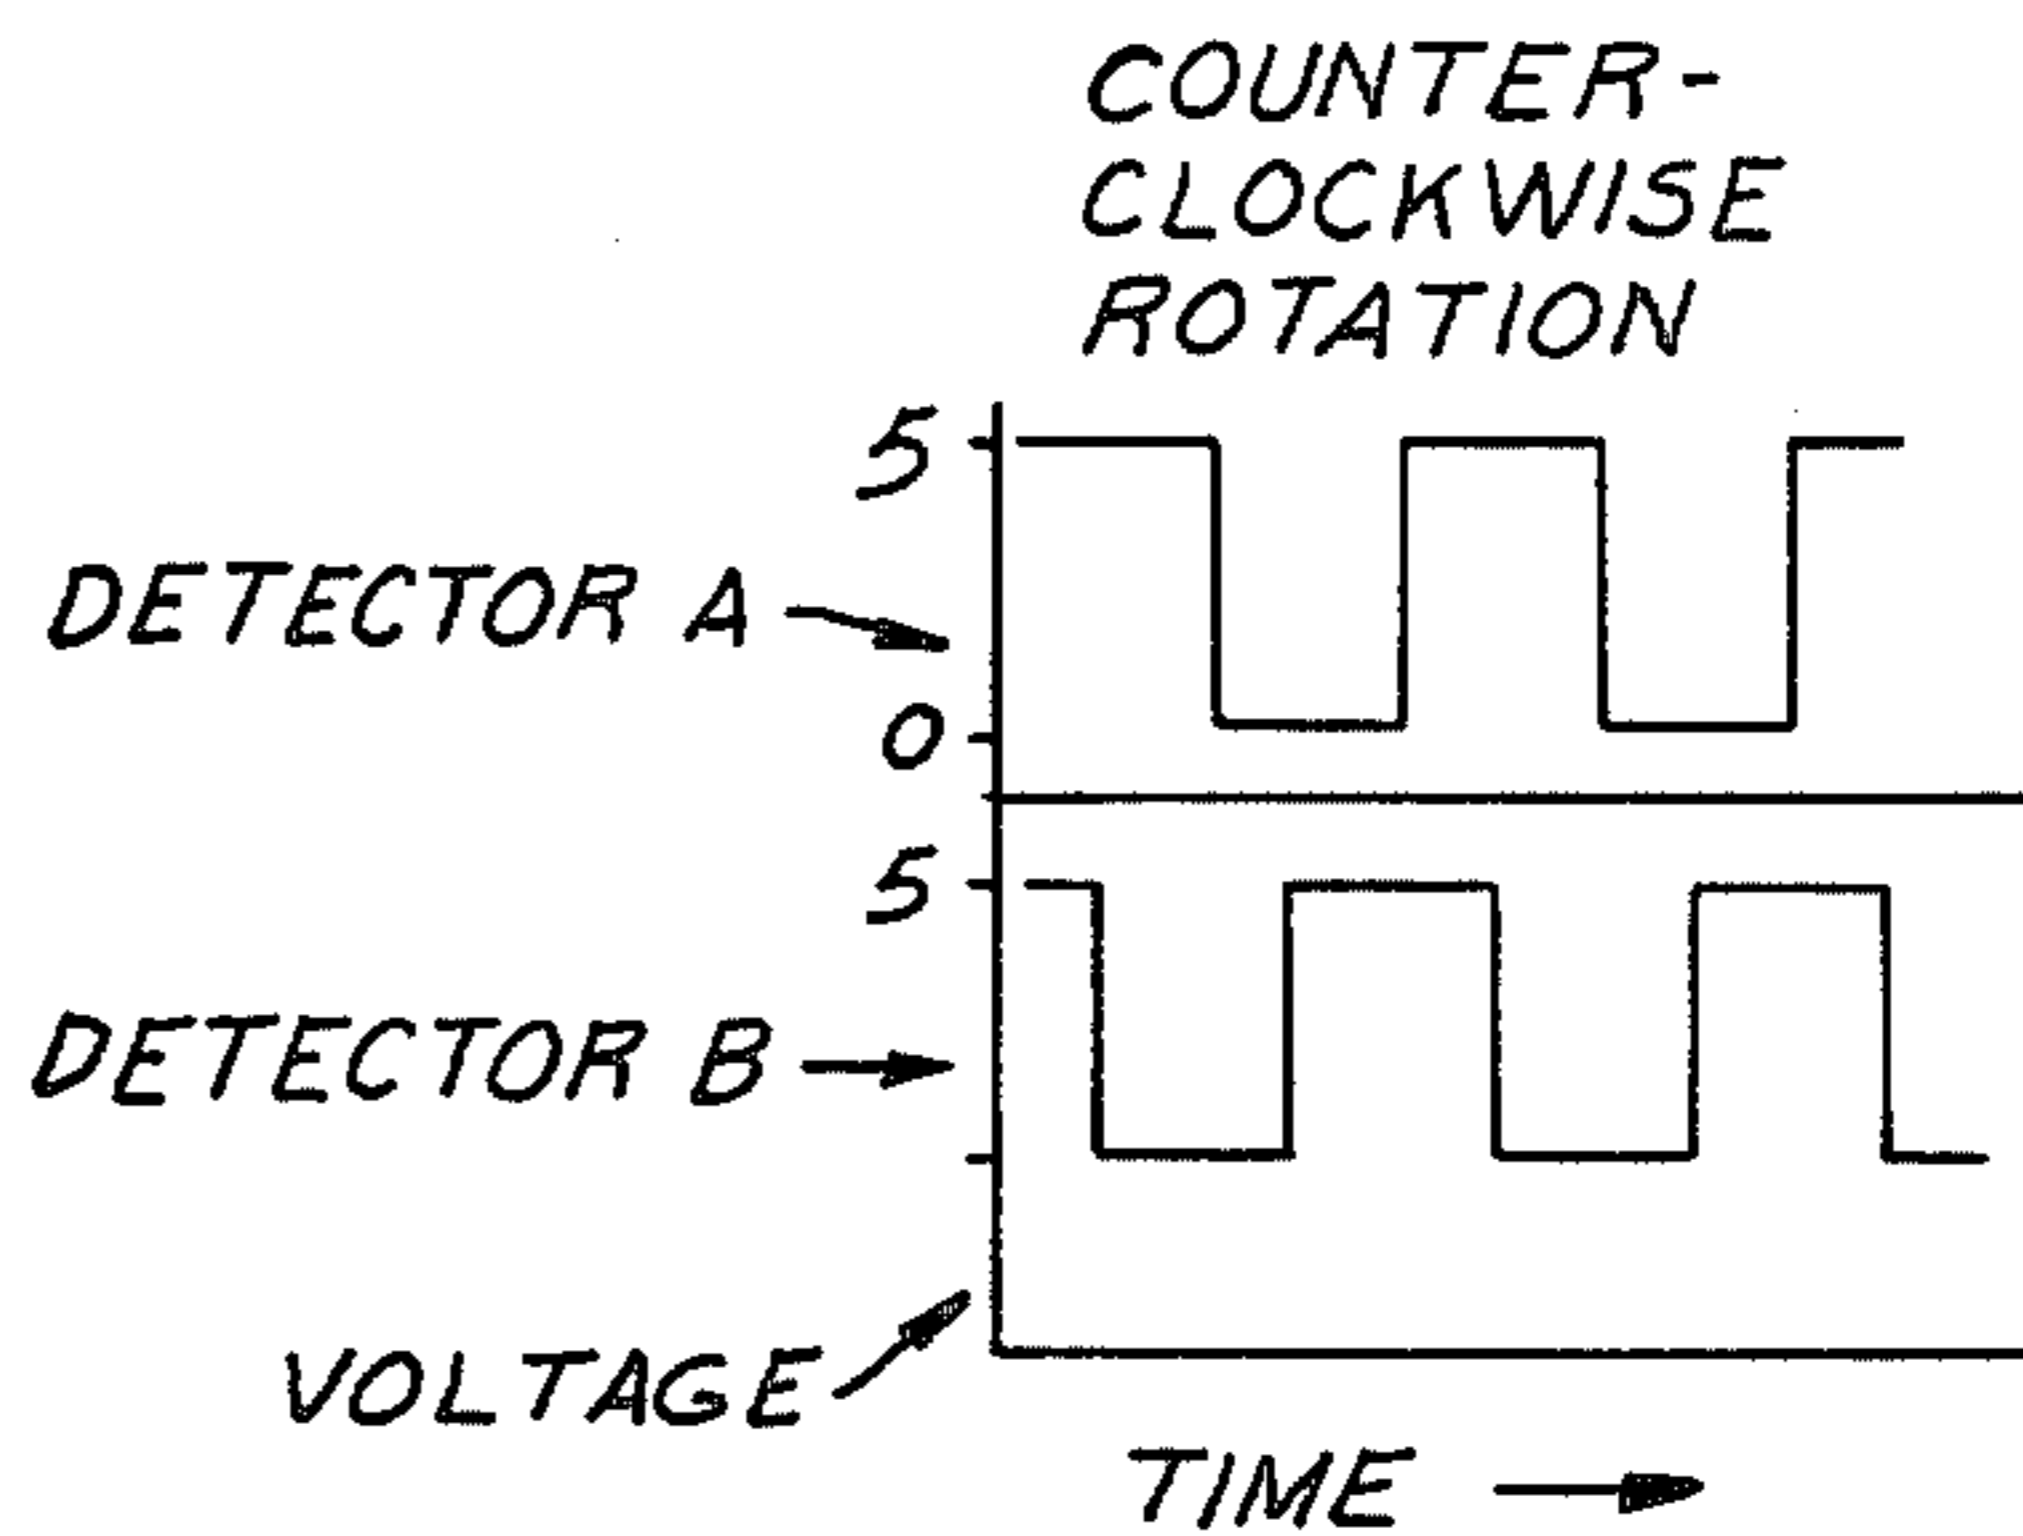 COUNTER-
CLOCKWISE
ROTATION
5
DETECTOR A
0
5
DETECTOR B
VOLTAGE
TIME